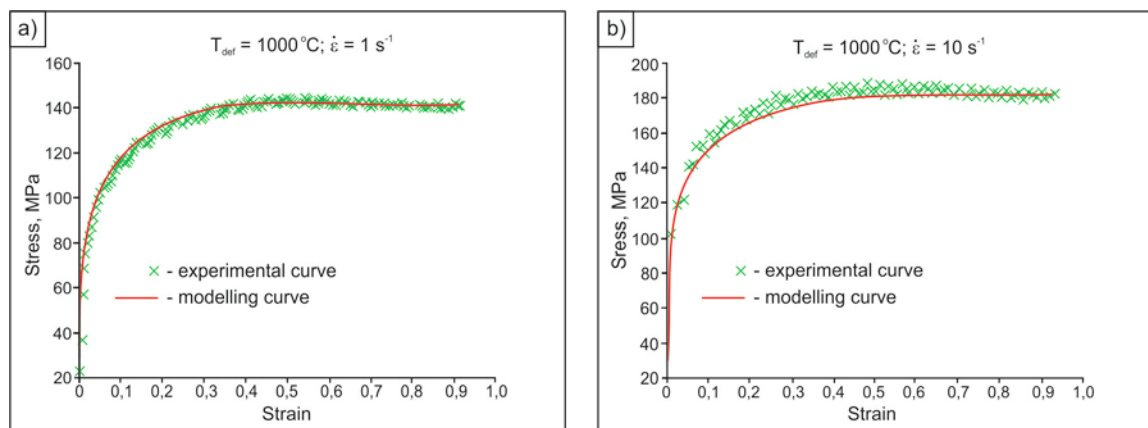 a)
T_def = 1000 °C; ε̇ = 1 s⁻¹
Stress, MPa
160
140
120
100
80
60
40
20
× - experimental curve
- modelling curve
0 0,1 0,2 0,3 0,4 0,5 0,6 0,7 0,8 0,9 1,0
Strain
b)
T_def = 1000 °C; ε̇ = 10 s⁻¹
Sress, MPa
200
180
160
140
120
100
80
60
40
20
× - experimental curve
- modelling curve
0 0,1 0,2 0,3 0,4 0,5 0,6 0,7 0,8 0,9 1,0
Strain